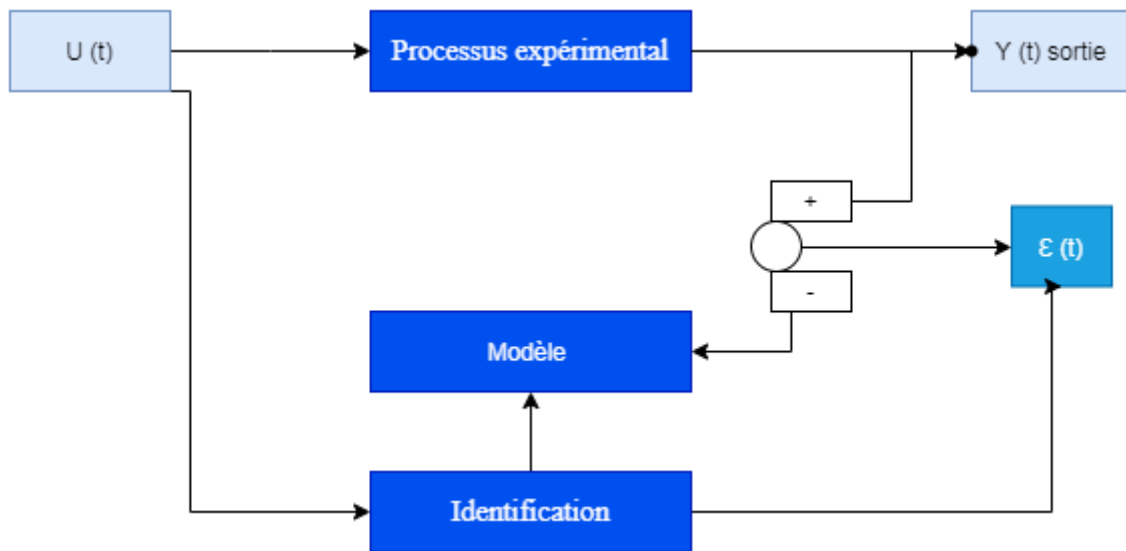 U (t)
Processus expérimental
Y (t) sortie
+
Ɛ (t)
-
Modèle
Identification